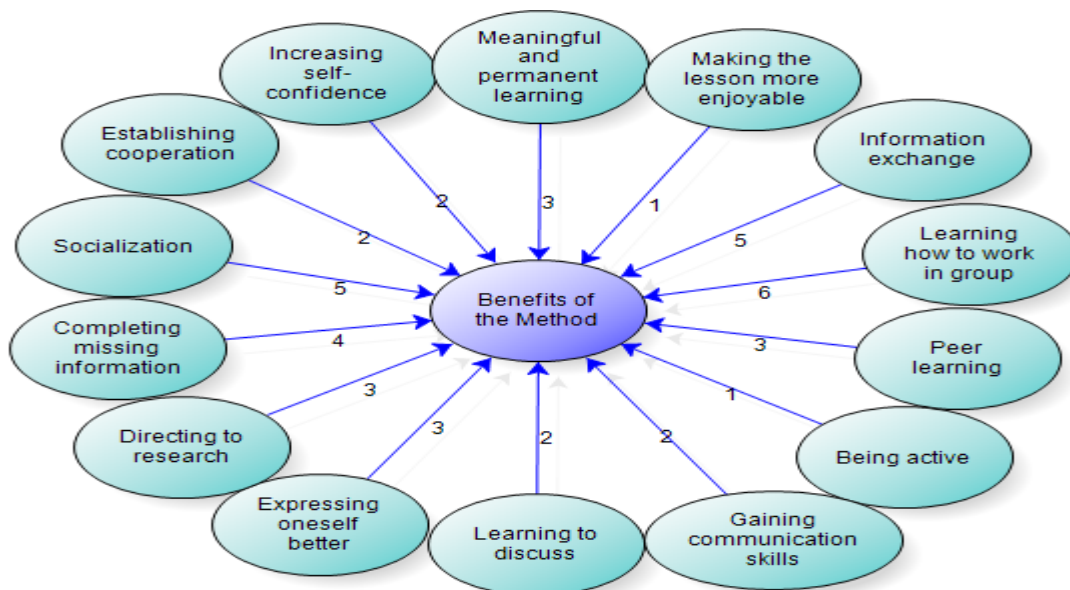 Increasing
self-
confidence
Meaningful
and
permanent
learning
Making the
lesson more
enjoyable
Establishing
cooperation
Information
exchange
Socialization
Learning
how to work
in group
Completing
missing
information
Benefits of
the Method
Peer
learning
Directing to
research
Being active
Expressing
oneself
better
Learning to
discuss
Gaining
communication
skills
2
3
1
2
5
5
6
4
3
3
1
3
2
2